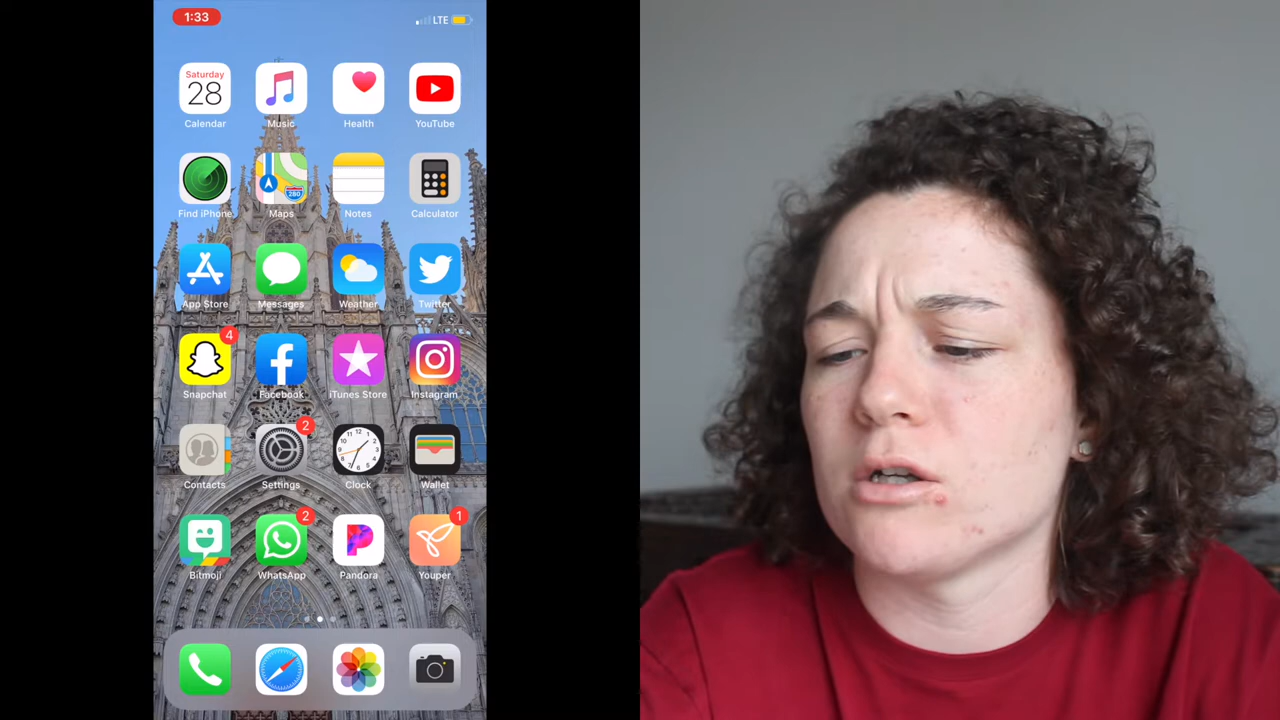 1:33
LTE
Saturday
28
Calendar
Music
Health
YouTube
Find iPhone
Maps
280
Notes
Calculator
App Store
Messages
Weather
Twitter
4
Snapchat
Facebook
iTunes Store
Instagram
2
Contacts
Settings
Clock
Wallet
2
1
Bitmoji
WhatsApp
Pandora
Youper